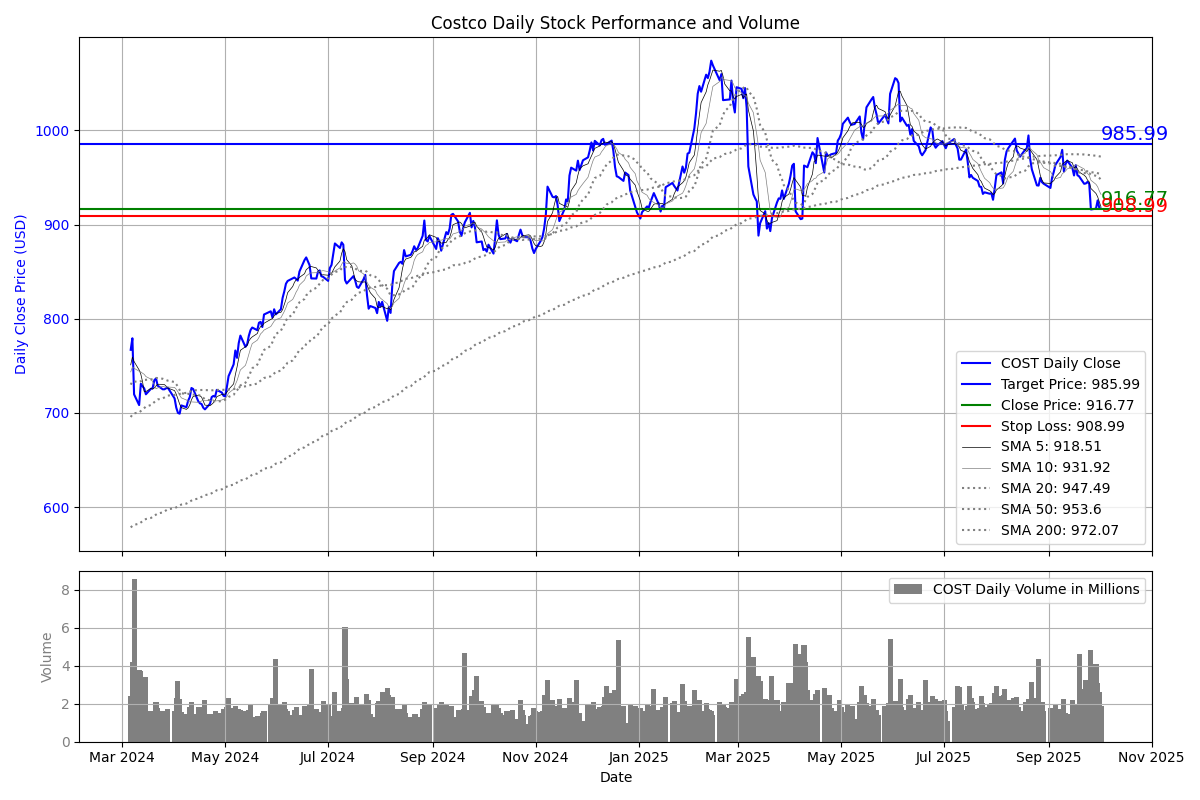 Costco Daily Stock Performance and Volume
Daily Close Price (USD)
1000
900
800
700
600
985.99
916.77
908.99
COST Daily Close
Target Price: 985.99
Close Price: 916.77
Stop Loss: 908.99
SMA 5: 918.51
SMA 10: 931.92
SMA 20: 947.49
SMA 50: 953.6
SMA 200: 972.07
Volume
8
6
4
2
0
COST Daily Volume in Millions
Mar 2024 May 2024 Jul 2024 Sep 2024 Nov 2024 Jan 2025 Mar 2025 May 2025 Jul 2025 Sep 2025 Nov 2025
Date